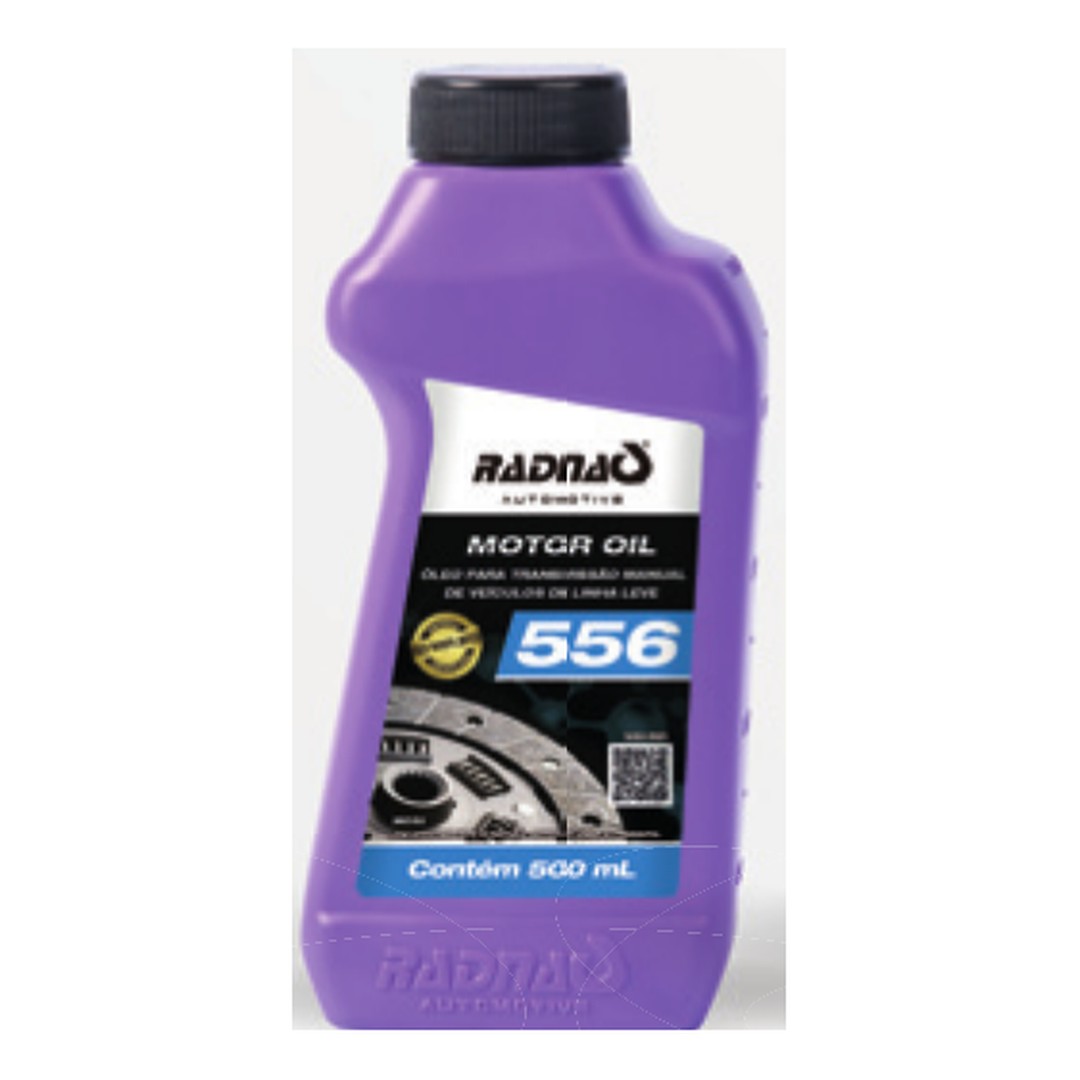 RADNAQ
AUTOMOTIVE
MOTOR OIL
ÓLEO PARA TRANSMISSÃO MANUAL
DE VEÍCULOS DE LINHA LEVE
556
Contém 500 mL
RADNAQ
AUTOMOTIVE